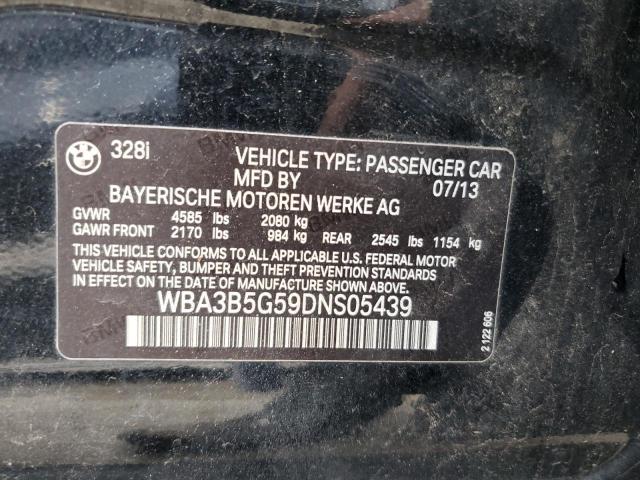 328i VEHICLE TYPE: PASSENGER CAR
MFD BY 07/13
BAYERISCHE MOTOREN WERKE AG
GVWR 4585 lbs 2080 kg
GAWR FRONT 2170 lbs 984 kg REAR 2545 lbs 1154 kg
THIS VEHICLE CONFORMS TO ALL APPLICABLE U.S. FEDERAL MOTOR
VEHICLE SAFETY, BUMPER AND THEFT PREVENTION STANDARDS
IN EFFECT ON THE DATE OF MANUFACTURE SHOWN ABOVE.
WBA3B5G59DNS05439
2 122 606